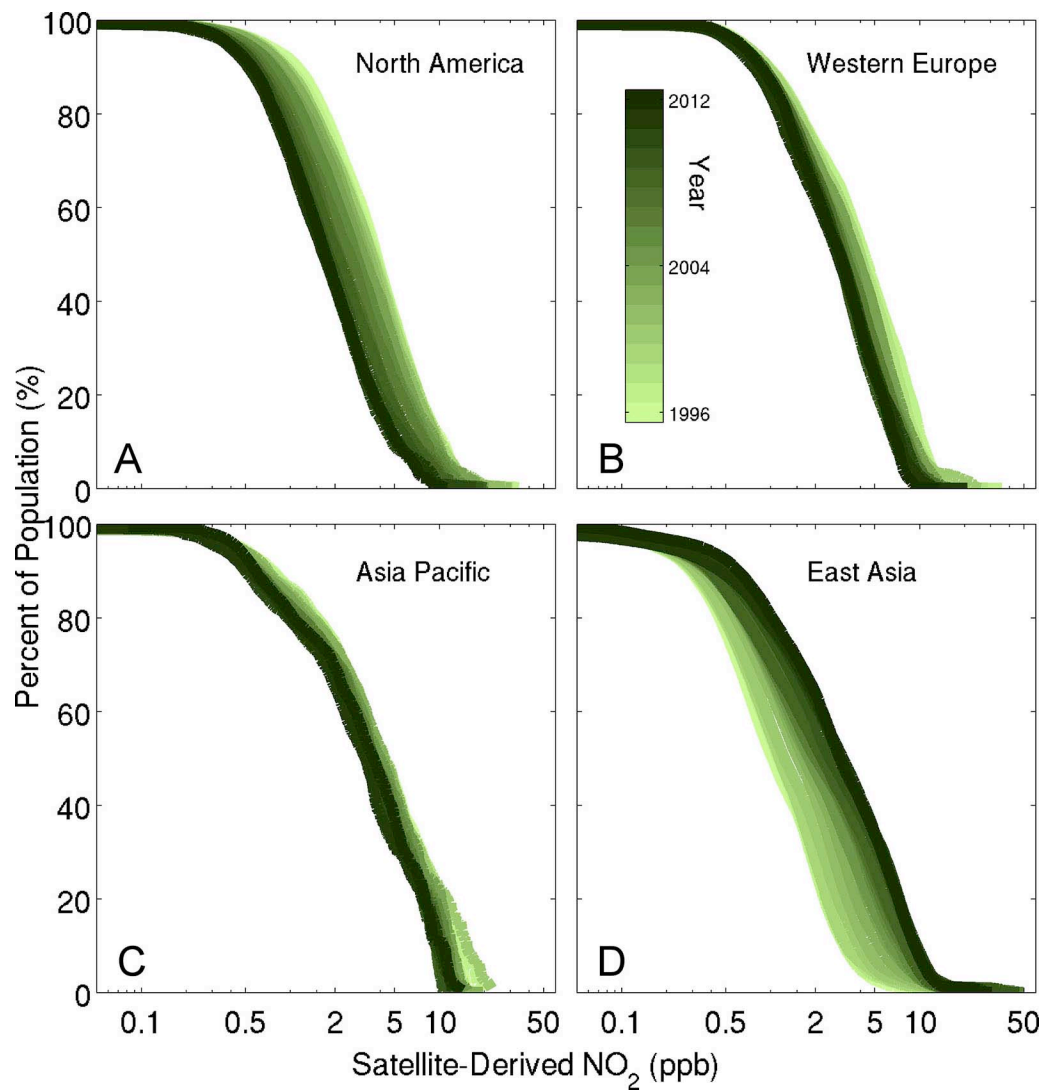 100
80
60
40
20
0
North America
A
Western Europe
2012
2004
1996
Year
B
100
80
60
40
20
0
Asia Pacific
C
0.1 0.5 2 5 10 50
East Asia
D
0.1 0.5 2 5 10 50
Percent of Population (%)
Satellite-Derived NO₂ (ppb)